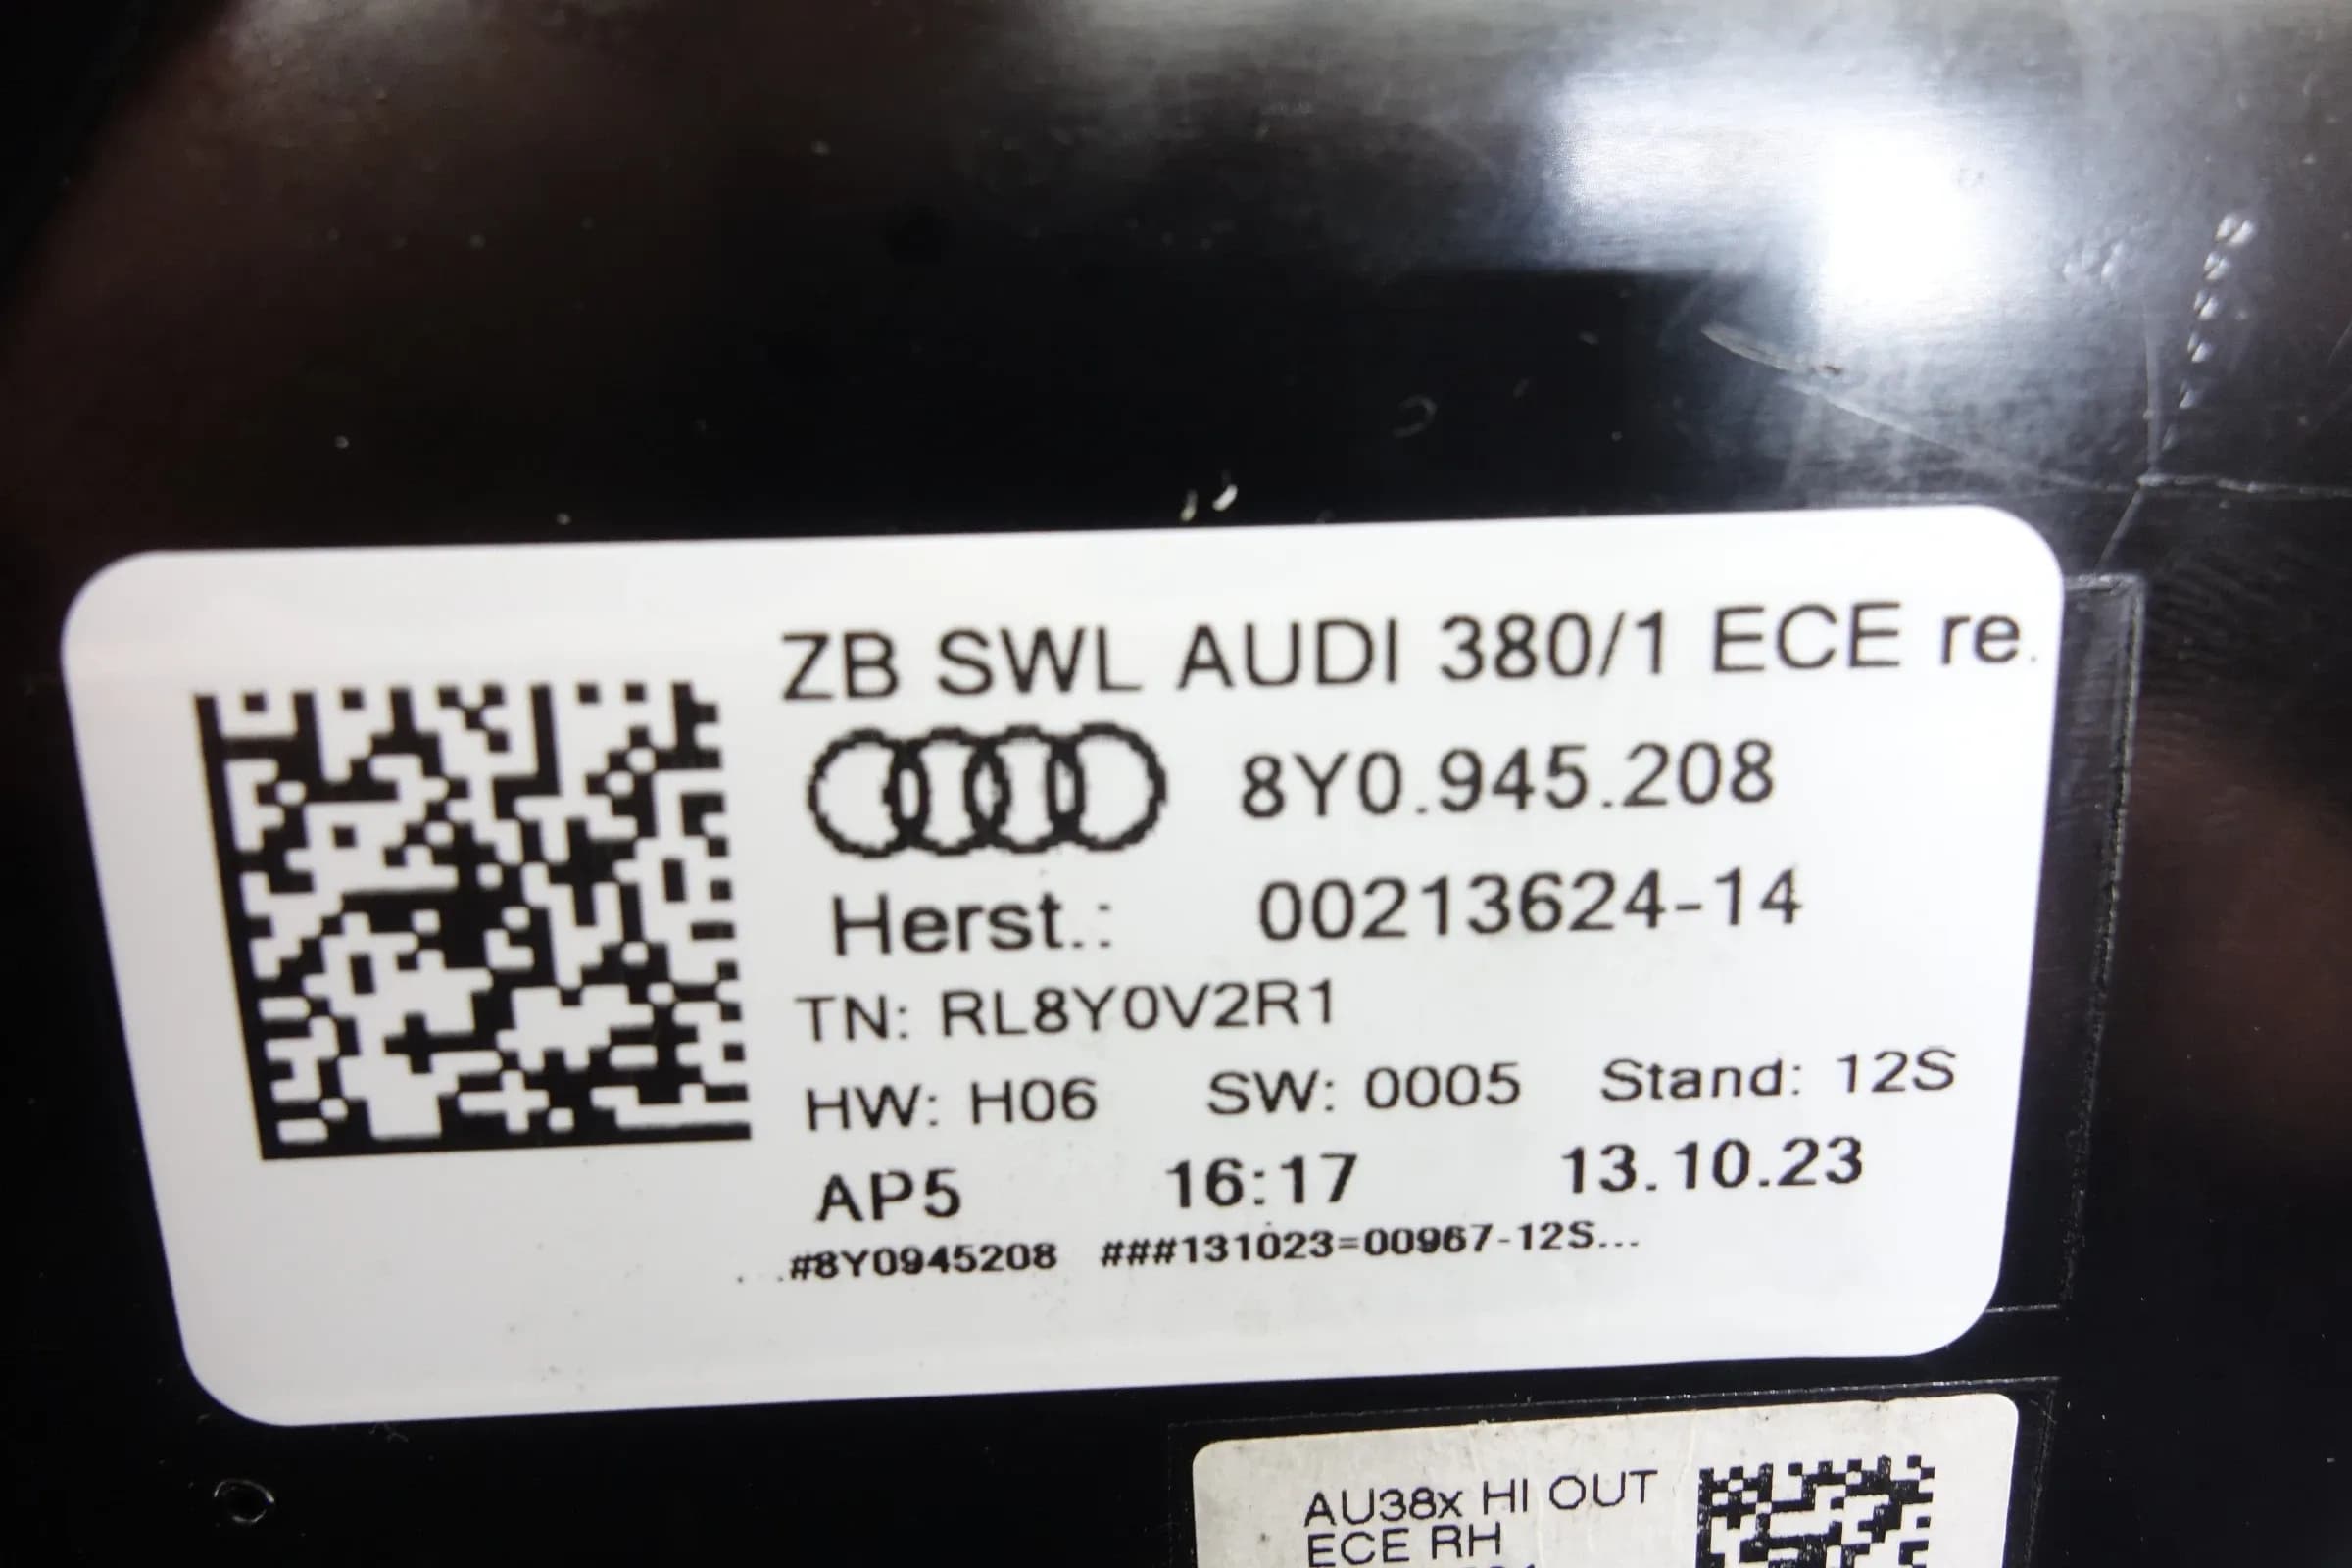 ZB SWL AUDI 380/1 ECE re.
8Y0.945.208
Herst.: 00213624-14
TN: RL8Y0V2R1
HW: H06 SW: 0005 Stand: 12S
AP5 16:17 13.10.23
#8Y0945208 ###131023=00967-12S...
AU38x HI OUT
ECE RH